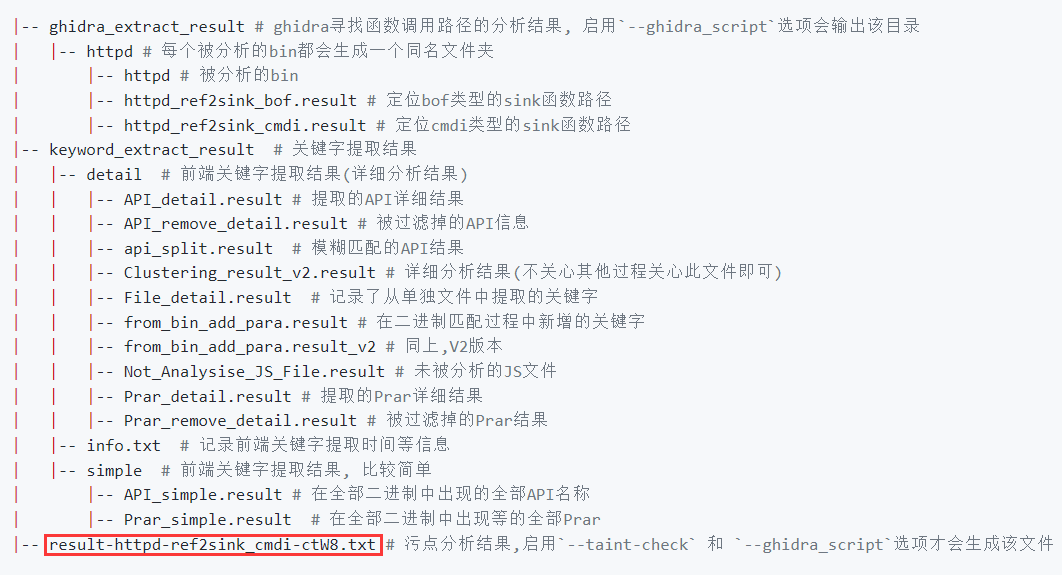 |-- ghidra_extract_result # ghidra寻找函数调用路径的分析结果, 启用`--ghidra_script`选项会输出该目录
|   |-- httpd # 每个被分析的bin都会生成一个同名文件夹
|       |-- httpd # 被分析的bin
|       |-- httpd_ref2sink_bof.result # 定位bof类型的sink函数路径
|       |-- httpd_ref2sink_cmdi.result # 定位cmdi类型的sink函数路径
|-- keyword_extract_result  # 关键字提取结果
|   |-- detail  # 前端关键字提取结果(详细分析结果)
|   |   |-- API_detail.result # 提取的API详细结果
|   |   |-- API_remove_detail.result # 被过滤掉的API信息
|   |   |-- api_split.result  # 模糊匹配的API结果
|   |   |-- Clustering_result_v2.result # 详细分析结果(不关心其他过程关心此文件即可)
|   |   |-- File_detail.result  # 记录了从单独文件中提取的关键字
|   |   |-- from_bin_add_para.result # 在二进制匹配过程中新增的关键字
|   |   |-- from_bin_add_para.result_v2 # 同上,V2版本
|   |   |-- Not_Analysise_JS_File.result # 未被分析的JS文件
|   |   |-- Prar_detail.result # 提取的Prar详细结果
|   |   |-- Prar_remove_detail.result # 被过滤掉的Prar结果
|   |-- info.txt  # 记录前端关键字提取时间等信息
|   |-- simple  # 前端关键字提取结果, 比较简单
|       |-- API_simple.result # 在全部二进制中出现的全部API名称
|       |-- Prar_simple.result  # 在全部二进制中出现等的全部Prar
|-- result-httpd-ref2sink_cmdi-ctW8.txt # 污点分析结果,启用`--taint-check` 和 `--ghidra_script`选项才会生成该文件